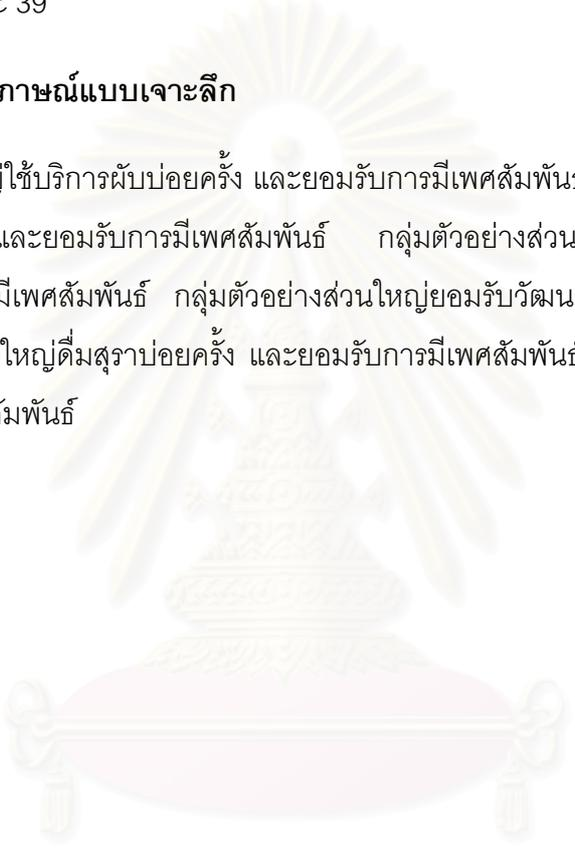 39
ภาษณ์แบบเจาะลึก
ใช้บริการผับบ่อยครั้ง และยอมรับการมีเพศสัมพันธ์
และยอมรับการมีเพศสัมพันธ์ กลุ่มตัวอย่างส่วน
มีเพศสัมพันธ์ กลุ่มตัวอย่างส่วนใหญ่ยอมรับวัฒน
ใหญ่ดื่มสุราบ่อยครั้ง และยอมรับการมีเพศสัมพันธ์
สัมพันธ์